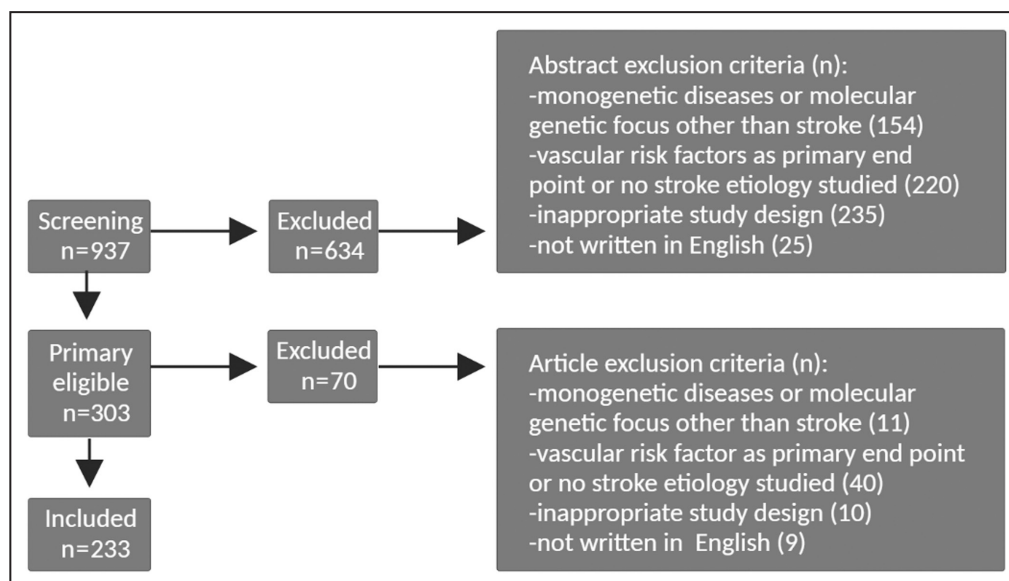 Screening
n=937
Excluded
n=634
Abstract exclusion criteria (n):
-monogenetic diseases or molecular
genetic focus other than stroke (154)
-vascular risk factors as primary end
point or no stroke etiology studied (220)
-inappropriate study design (235)
-not written in English (25)
Primary
eligible
n=303
Excluded
n=70
Article exclusion criteria (n):
-monogenetic diseases or molecular
genetic focus other than stroke (11)
-vascular risk factor as primary end point
or no stroke etiology studied (40)
-inappropriate study design (10)
-not written in  English (9)
Included
n=233